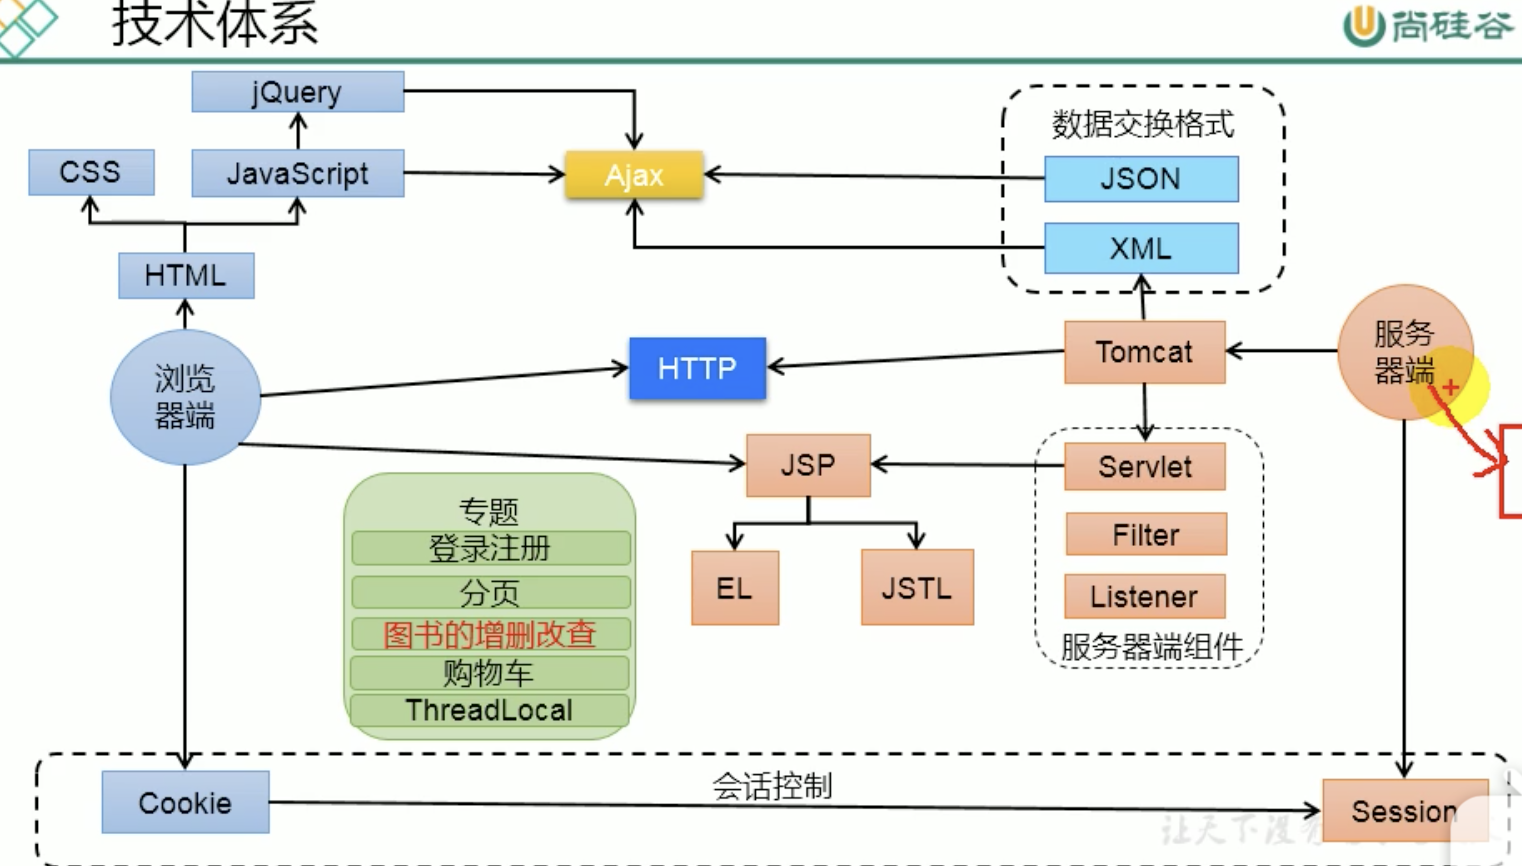 技术体系
尚硅谷
jQuery
数据交换格式
CSS
JavaScript
Ajax
JSON
XML
HTML
浏览
器端
HTTP
Tomcat
服务
器端
JSP
Servlet
专题
登录注册
分页
图书的增删改查
购物车
ThreadLocal
EL
JSTL
Filter
Listener
服务器端组件
会话控制
Cookie
Session
让天下没有